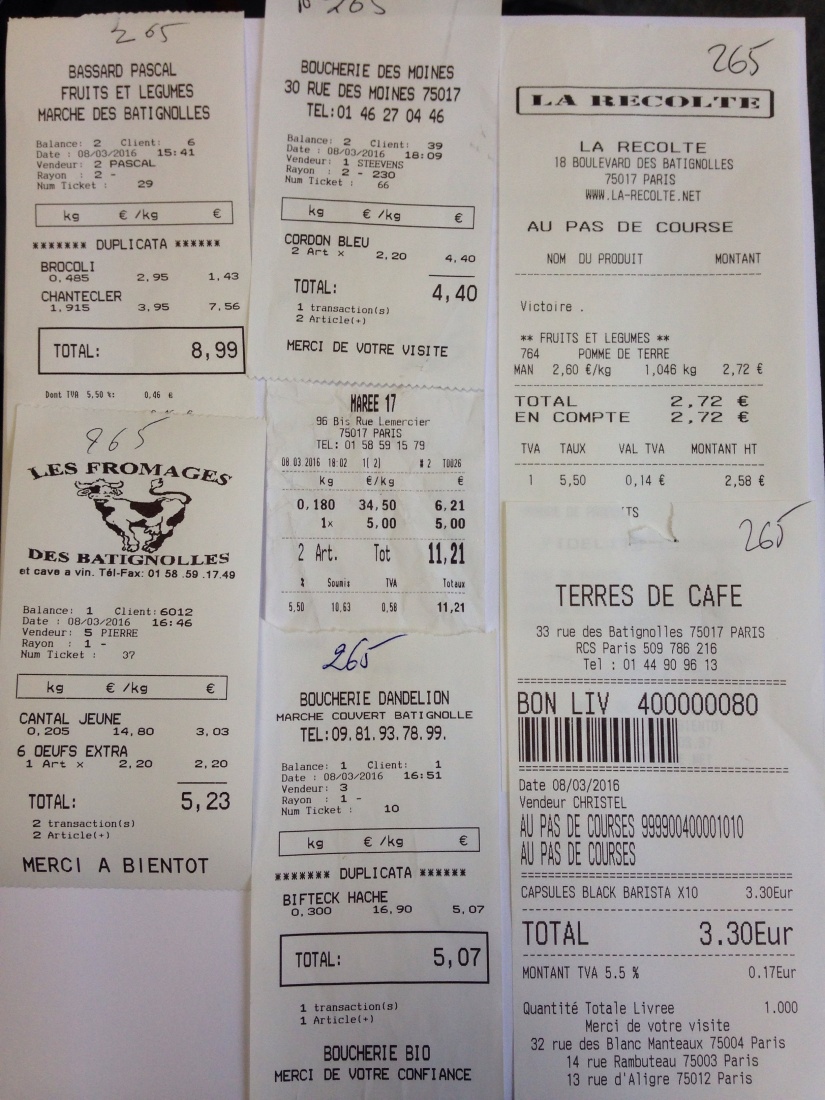 265
BASSARD PASCAL
FRUITS ET LEGUMES
MARCHE DES BATIGNOLLES
Balance: 2 Client: 6
Date : 08/03/2016 15:41
Vendeur: 2 PASCAL
Rayon : 2 -
Num Ticket : 29
kg € /kg €
******* DUPLICATA ******
BROCOLI
0,485 2,95 1,43
CHANTECLER
1,915 3,95 7,56
TOTAL: 8,99
Dont TVA 5,50 %: 0,46 €
265
LES FROMAGES
DES BATIGNOLLES
et cave a vin. Tél-Fax: 01 58 .59 .17.49
Balance: 1 Client:6012
Date : 08/03/2016 16:46
Vendeur: 5 PIERRE
Rayon : 1 -
Num Ticket : 37
kg € /kg €
CANTAL JEUNE
0,205 14,80 3,03
6 OEUFS EXTRA
1 Art x 2,20 2,20
TOTAL: 5,23
2 transaction(s)
2 Article(+)
MERCI A BIENTOT
265
BOUCHERIE DES MOINES
30 RUE DES MOINES 75017
TEL:01 46 27 04 46
Balance: 2 Client: 39
Date : 08/03/2016 18:09
Vendeur: 1 STEEVENS
Rayon : 2 - 230
Num Ticket : 66
kg € /kg €
CORDON BLEU
2 Art x 2,20 4,40
TOTAL: 4,40
1 transaction(s)
2 Article(+)
MERCI DE VOTRE VISITE
MAREE 17
96 Bis Rue Lemercier
75017 PARIS
TEL: 01 58 59 15 79
08.03.2016 18:02 1( 2) # 2 T0826
kg €/kg €
0,180 34,50 6,21
1x 5,00 5,00
2 Art. Tot 11,21
% Soumis TVA Totaux
5,50 10,63 0,58 11,21
265
BOUCHERIE DANDELION
MARCHE COUVERT BATIGNOLLE
TEL:09.81.93.78.99.
Balance: 1 Client: 1
Date : 08/03/2016 16:51
Vendeur: 3
Rayon : 1 -
Num Ticket : 10
kg € /kg €
******* DUPLICATA ******
BIFTECK HACHE
0,300 16,90 5,07
TOTAL: 5,07
1 transaction(s)
1 Article(+)
BOUCHERIE BIO
MERCI DE VOTRE CONFIANCE
265
LA RECOLTE
LA RECOLTE
18 BOULEVARD DES BATIGNOLLES
75017 PARIS
WWW.LA-RECOLTE.NET
AU PAS DE COURSE
NOM DU PRODUIT MONTANT
Victoire .
** FRUITS ET LEGUMES **
764 POMME DE TERRE
MAN 2,60 €/kg 1,046 kg 2,72 €
TOTAL 2,72 €
EN COMPTE 2,72 €
TVA TAUX VAL TVA MONTANT HT
1 5,50 0,14 € 2,58 €
265
TERRES DE CAFE
33 rue des Batignolles 75017 PARIS
RCS Paris 509 786 216
Tel : 01 44 90 96 13
BON LIV 400000080
Date 08/03/2016
Vendeur CHRISTEL
AU PAS DE COURSES 999900400001010
AU PAS DE COURSES
CAPSULES BLACK BARISTA X10 3.30Eur
TOTAL 3.30Eur
MONTANT TVA 5.5 % 0.17Eur
Quantité Totale Livree 1.000
Merci de votre visite
32 rue des Blanc Manteaux 75004 Paris
14 rue Rambuteau 75003 Paris
13 rue d'Aligre 75012 Paris